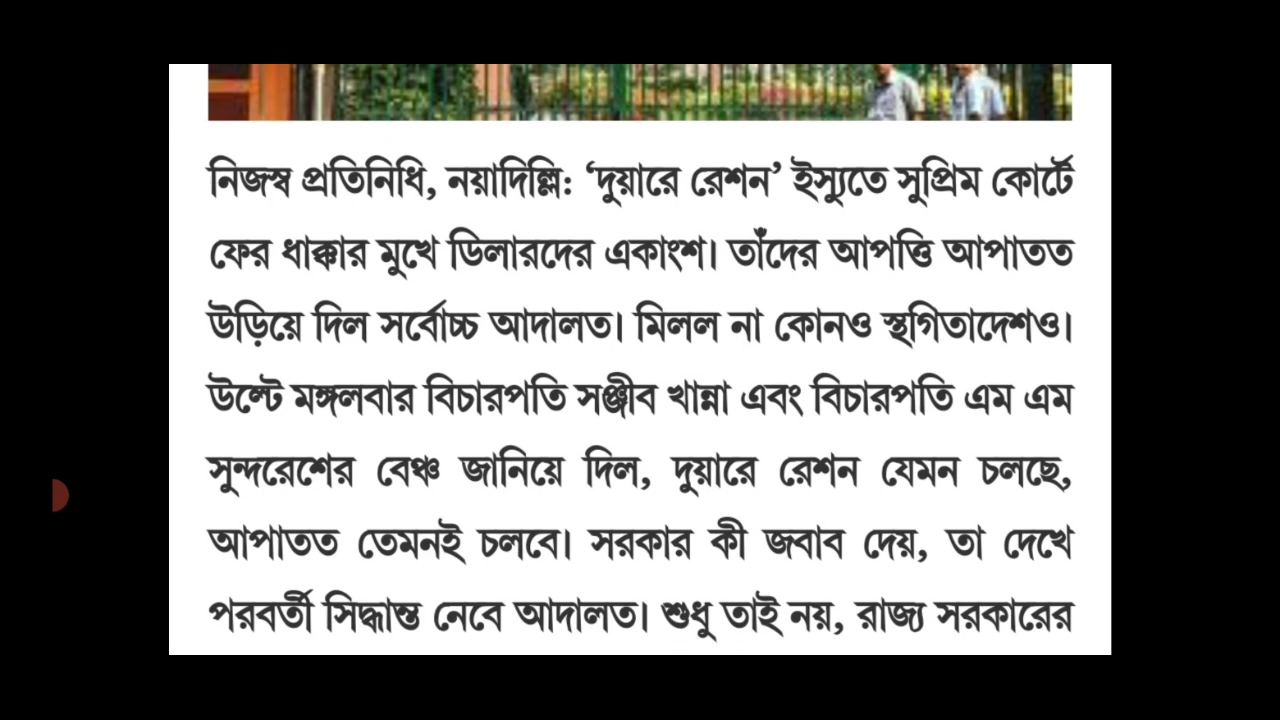 নিজস্ব প্রতিনিধি, নয়াদিল্লি: ‘দুয়ারে রেশন’ ইস্যুতে সুপ্রিম কোর্টে
ফের ধাক্কার মুখে ডিলারদের একাংশ। তাঁদের আপত্তি আপাতত
উড়িয়ে দিল সর্বোচ্চ আদালত। মিলল না কোনও স্থগিতাদেশও।
উল্টে মঙ্গলবার বিচারপতি সঞ্জীব খান্না এবং বিচারপতি এম এম
সুন্দরেশের বেঞ্চ জানিয়ে দিল, দুয়ারে রেশন যেমন চলছে,
আপাতত তেমনই চলবে। সরকার কী জবাব দেয়, তা দেখে
পরবর্তী সিদ্ধান্ত নেবে আদালত। শুধু তাই নয়, রাজ্য সরকারের